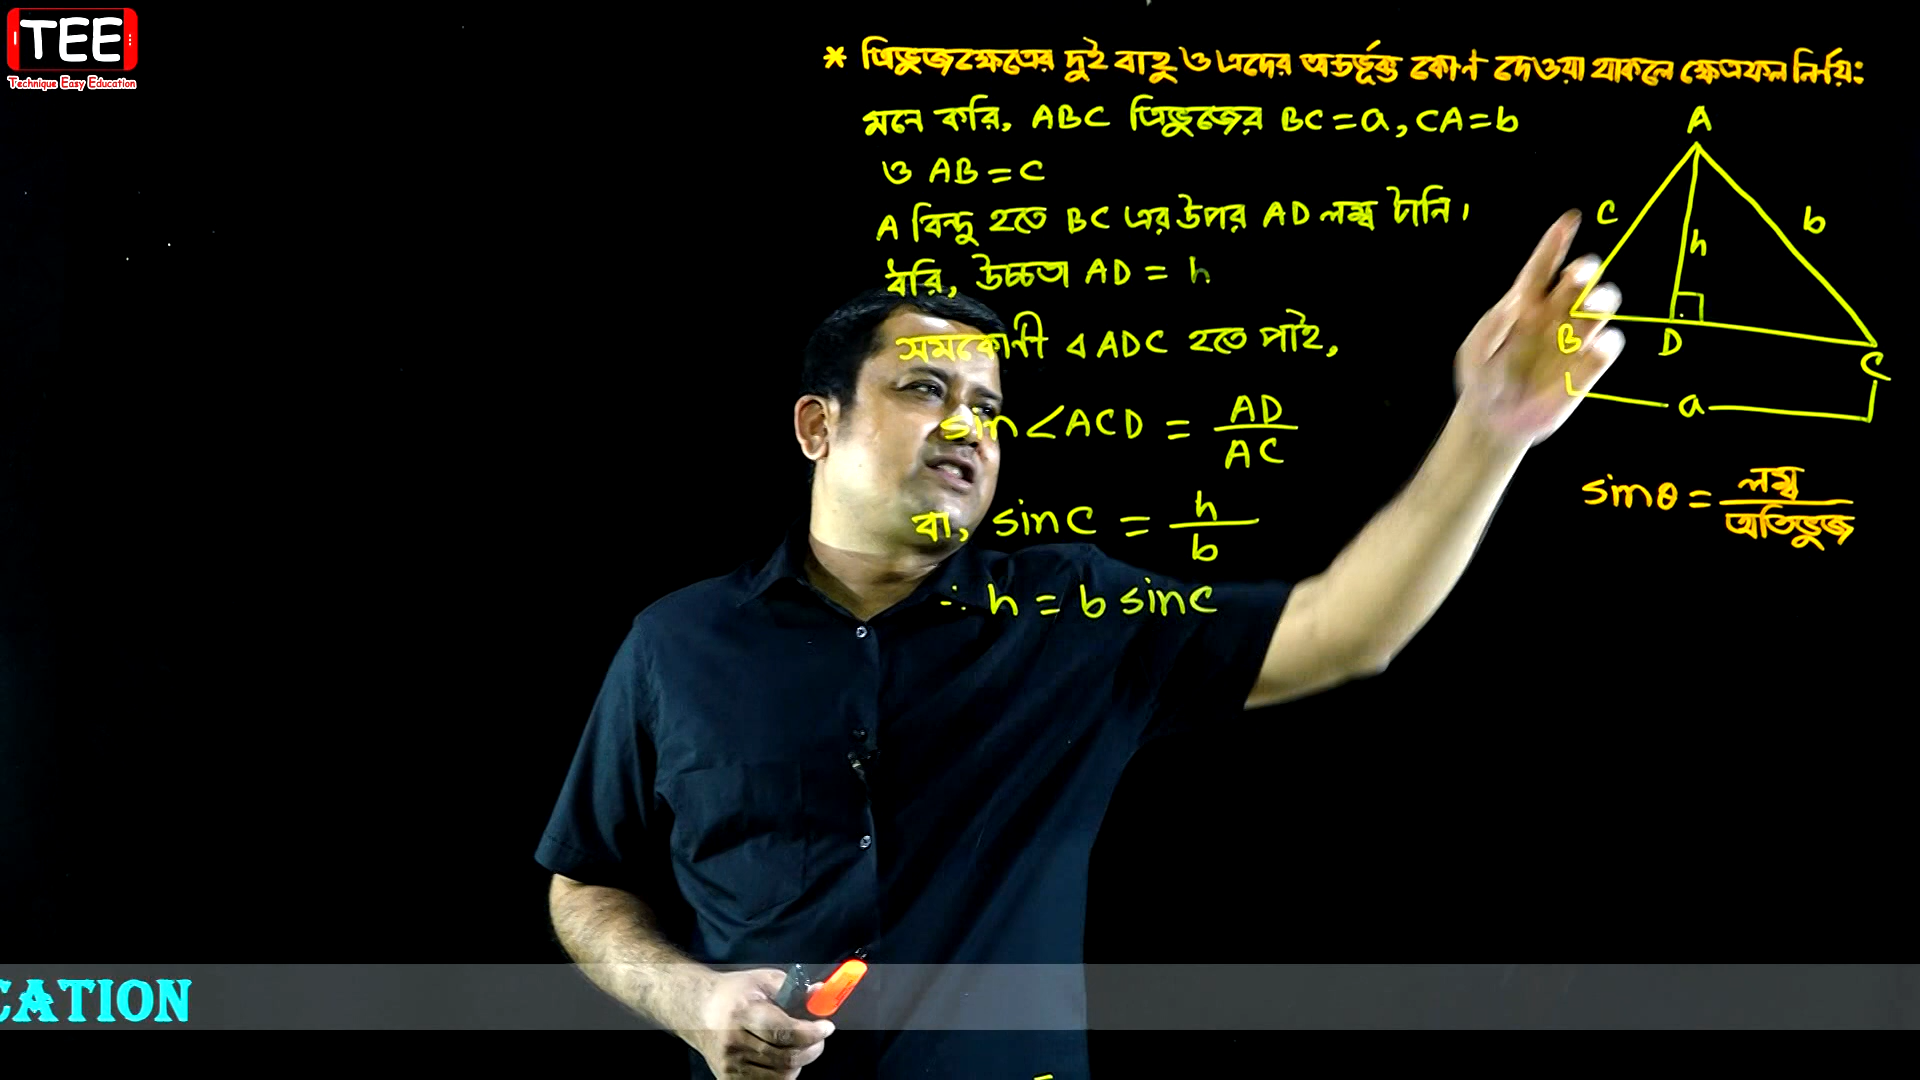 TEE
Technique Easy Education
* ত্রিভুজক্ষেত্রের দুই বাহু ও এদের অন্তর্ভূক্ত কোণ দেওয়া থাকলে ক্ষেত্রফল নির্ণয়:
মনে করি, ABC ত্রিভুজের BC = a, CA = b
ও AB = c
A বিন্দু হতে BC এর উপর AD লম্ব টানি।
ধরি, উচ্চতা AD = h
সমকোণী ⊿ ADC হতে পাই,
sin∠ACD = AD/AC
বা, sinC = h/b
∴ h = b sinC
A
c
b
h
B
D
C
a
sinθ = লম্ব/অতিভুজ
CATION